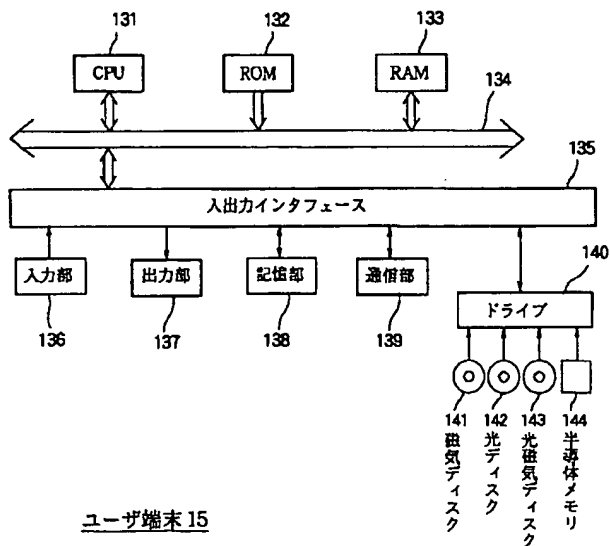 131
132
133
CPU
ROM
RAM
134
135
入出力インタフェース
140
入力部
出力部
記憶部
通信部
ドライブ
136
137
138
139
141
142
143
144
磁気ディスク
光ディスク
光磁気ディスク
半導体メモリ
ユーザ端末15